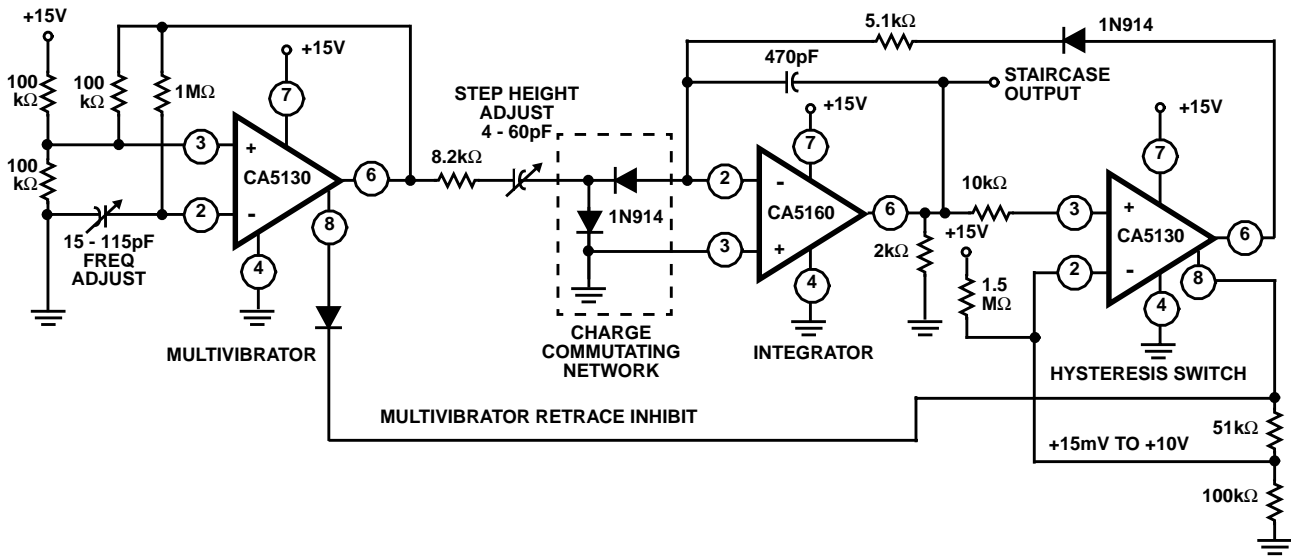 +15V
100
kΩ
100
kΩ
1MΩ
+15V
7
3
+
CA5130
6
2
-
8
4
100
kΩ
15 - 115pF
FREQ
ADJUST
MULTIVIBRATOR
STEP HEIGHT
ADJUST
4 - 60pF
8.2kΩ
1N914
CHARGE
COMMUTATING
NETWORK
5.1kΩ
1N914
470pF
STAIRCASE
OUTPUT
+15V
7
2
-
CA5160
6
3
+
4
INTEGRATOR
2kΩ
10kΩ
+15V
1.5
MΩ
+15V
7
3
+
CA5130
6
2
-
8
4
HYSTERESIS SWITCH
MULTIVIBRATOR RETRACE INHIBIT
+15mV TO +10V
51kΩ
100kΩ